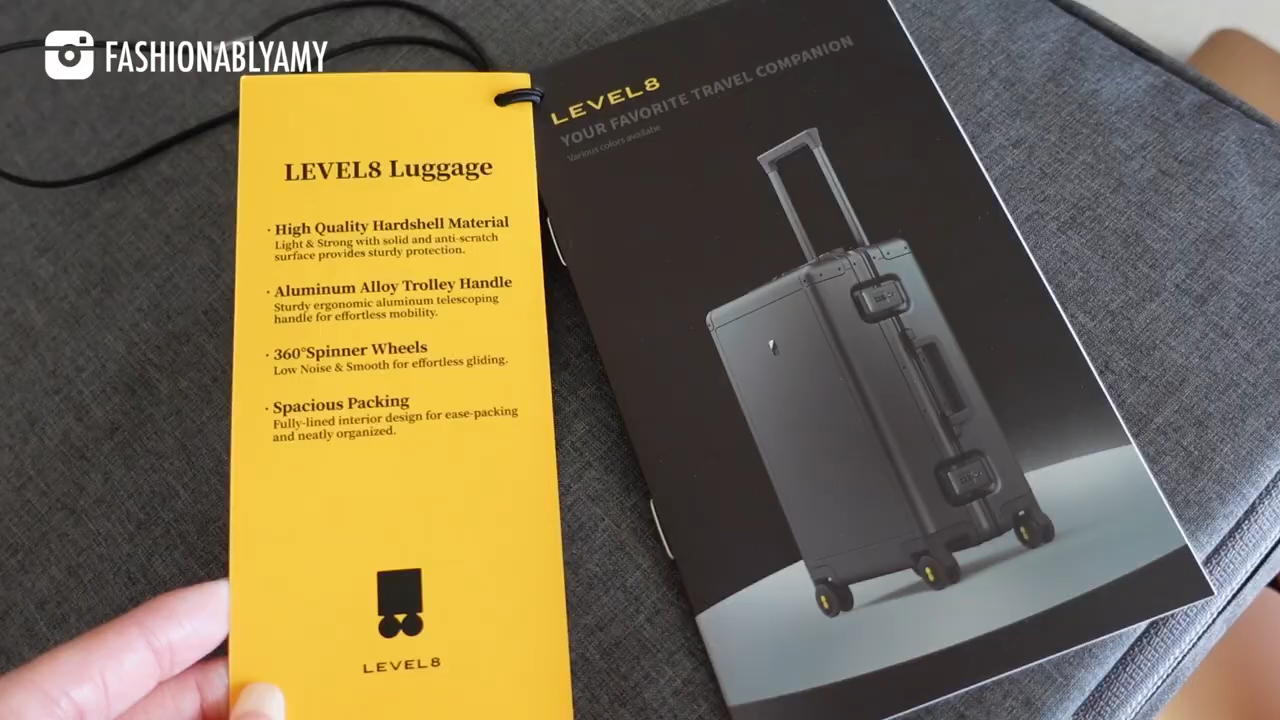 FASHIONABLYAMY
LEVEL8 Luggage
· High Quality Hardshell Material
Light & Strong with solid and anti-scratch
surface provides sturdy protection.
· Aluminum Alloy Trolley Handle
Sturdy ergonomic aluminum telescoping
handle for effortless mobility.
· 360°Spinner Wheels
Low Noise & Smooth for effortless gliding.
· Spacious Packing
Fully-lined interior design for ease-packing
and neatly organized.
LEVEL8
LEVEL8
YOUR FAVORITE TRAVEL COMPANION
Various colors availabe